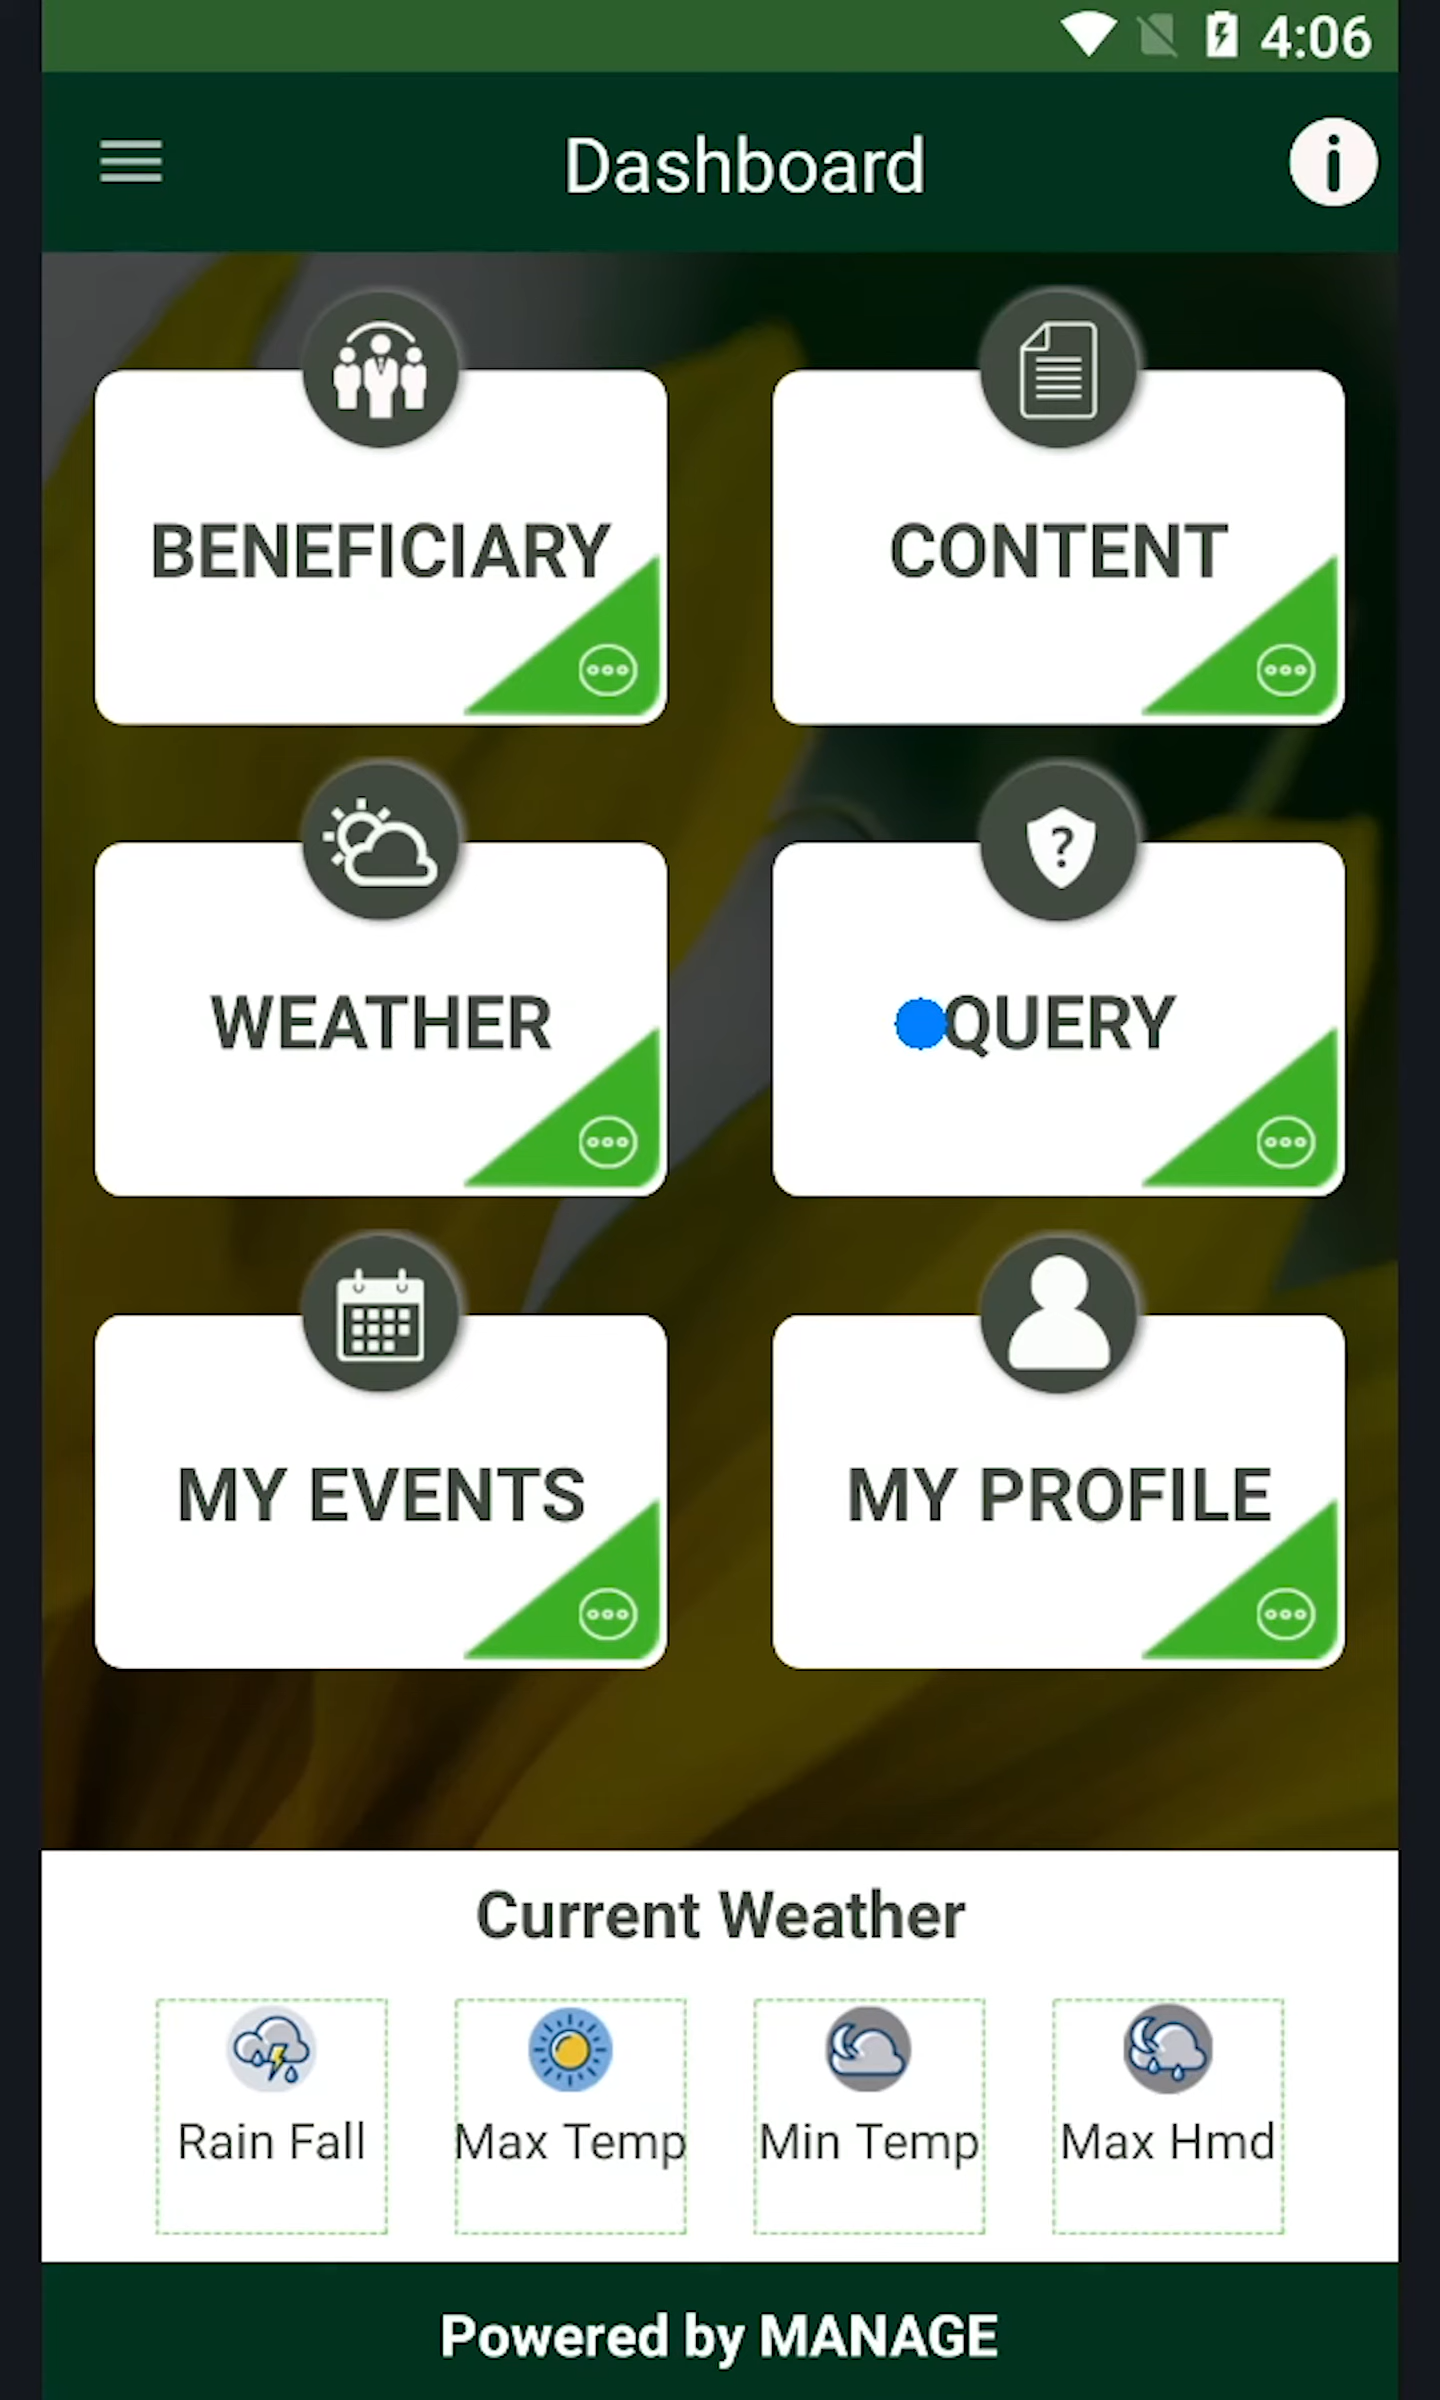 4:06
Dashboard
BENEFICIARY
CONTENT
WEATHER
QUERY
MY EVENTS
MY PROFILE
Current Weather
Rain Fall
Max Temp
Min Temp
Max Hmd
Powered by MANAGE